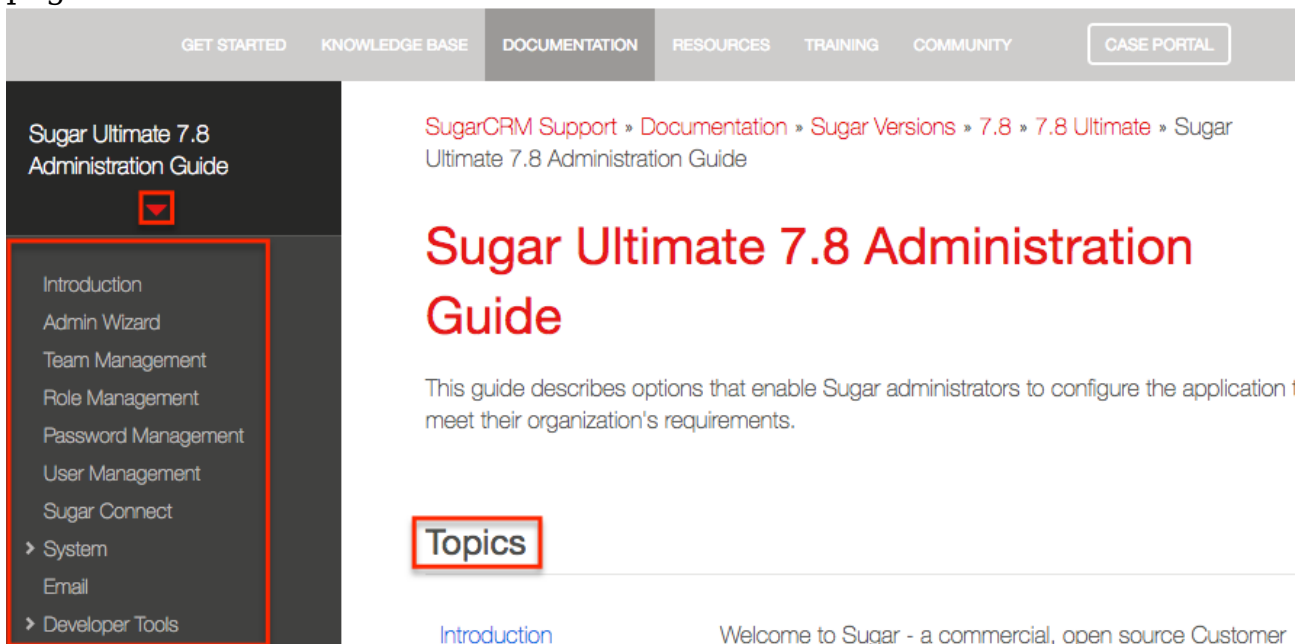 GET STARTED KNOWLEDGE BASE DOCUMENTATION RESOURCES TRAINING COMMUNITY CASE PORTAL
Sugar Ultimate 7.8
Administration Guide
Introduction
Admin Wizard
Team Management
Role Management
Password Management
User Management
Sugar Connect
> System
Email
> Developer Tools
SugarCRM Support » Documentation » Sugar Versions » 7.8 » 7.8 Ultimate » Sugar
Ultimate 7.8 Administration Guide
Sugar Ultimate 7.8 Administration
Guide
This guide describes options that enable Sugar administrators to configure the application t
meet their organization's requirements.
Topics
Introduction Welcome to Sugar - a commercial, open source Customer